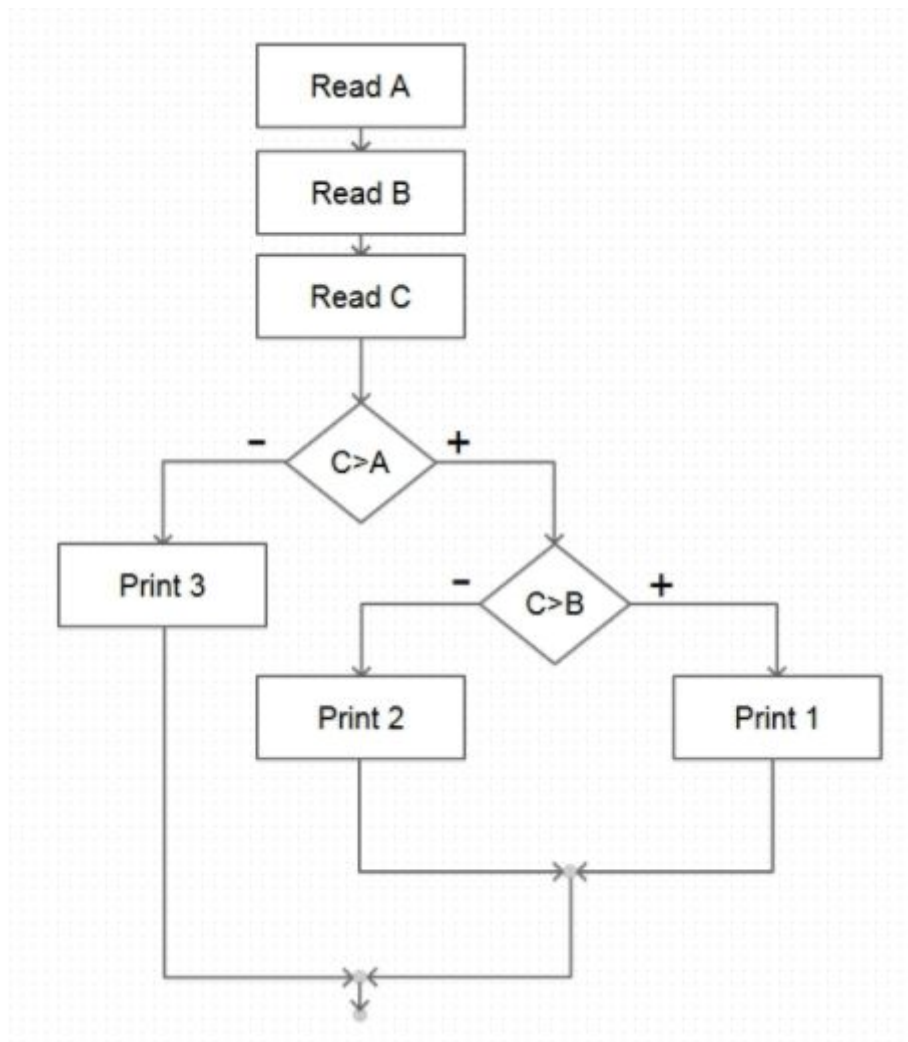 Read A
Read B
Read C
- C>A +
Print 3
- C>B +
Print 2
Print 1